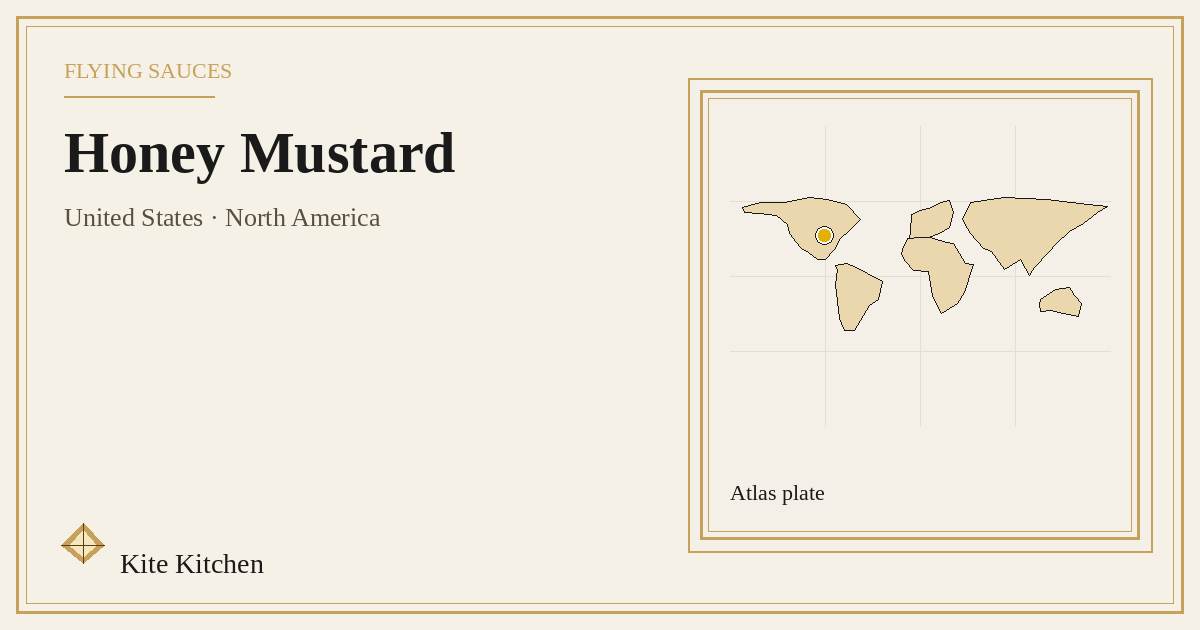 FLYING SAUCES
Honey Mustard
United States · North America
Atlas plate
Kite Kitchen